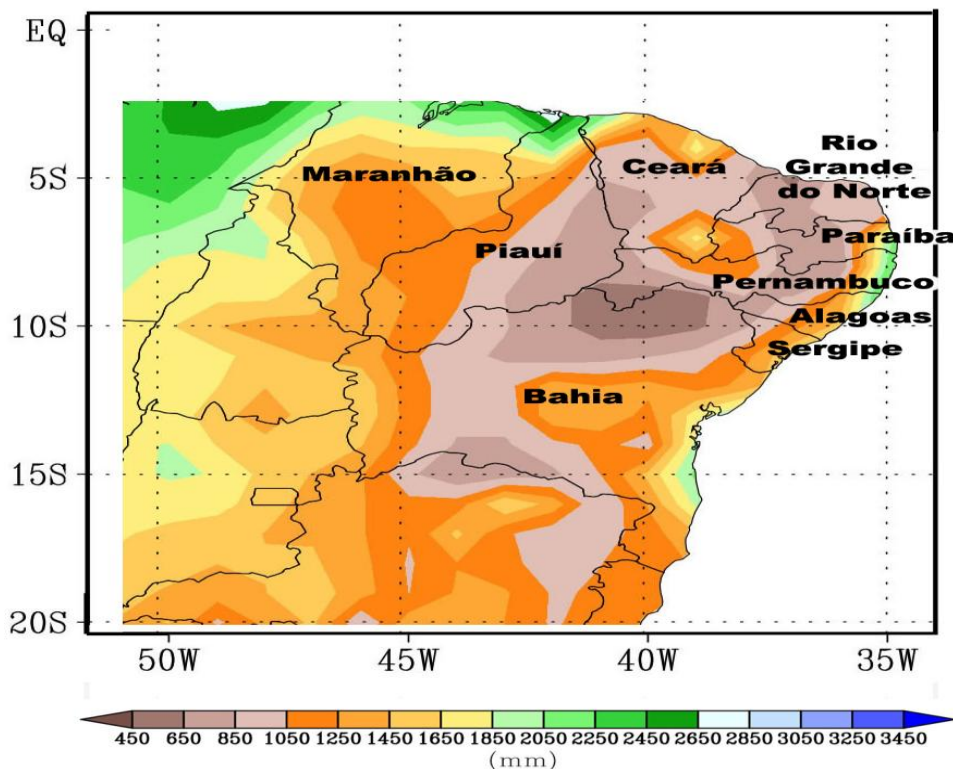 EQ
5S
10S
15S
20S
Maranhão
Ceará
Rio
Grande
do Norte
Piauí
Paraíba
Pernambuco
Alagoas
Sergipe
Bahia
50W 45W 40W 35W
450 650 850 1050 1250 1450 1650 1850 2050 2250 2450 2650 2850 3050 3250 3450
(mm)